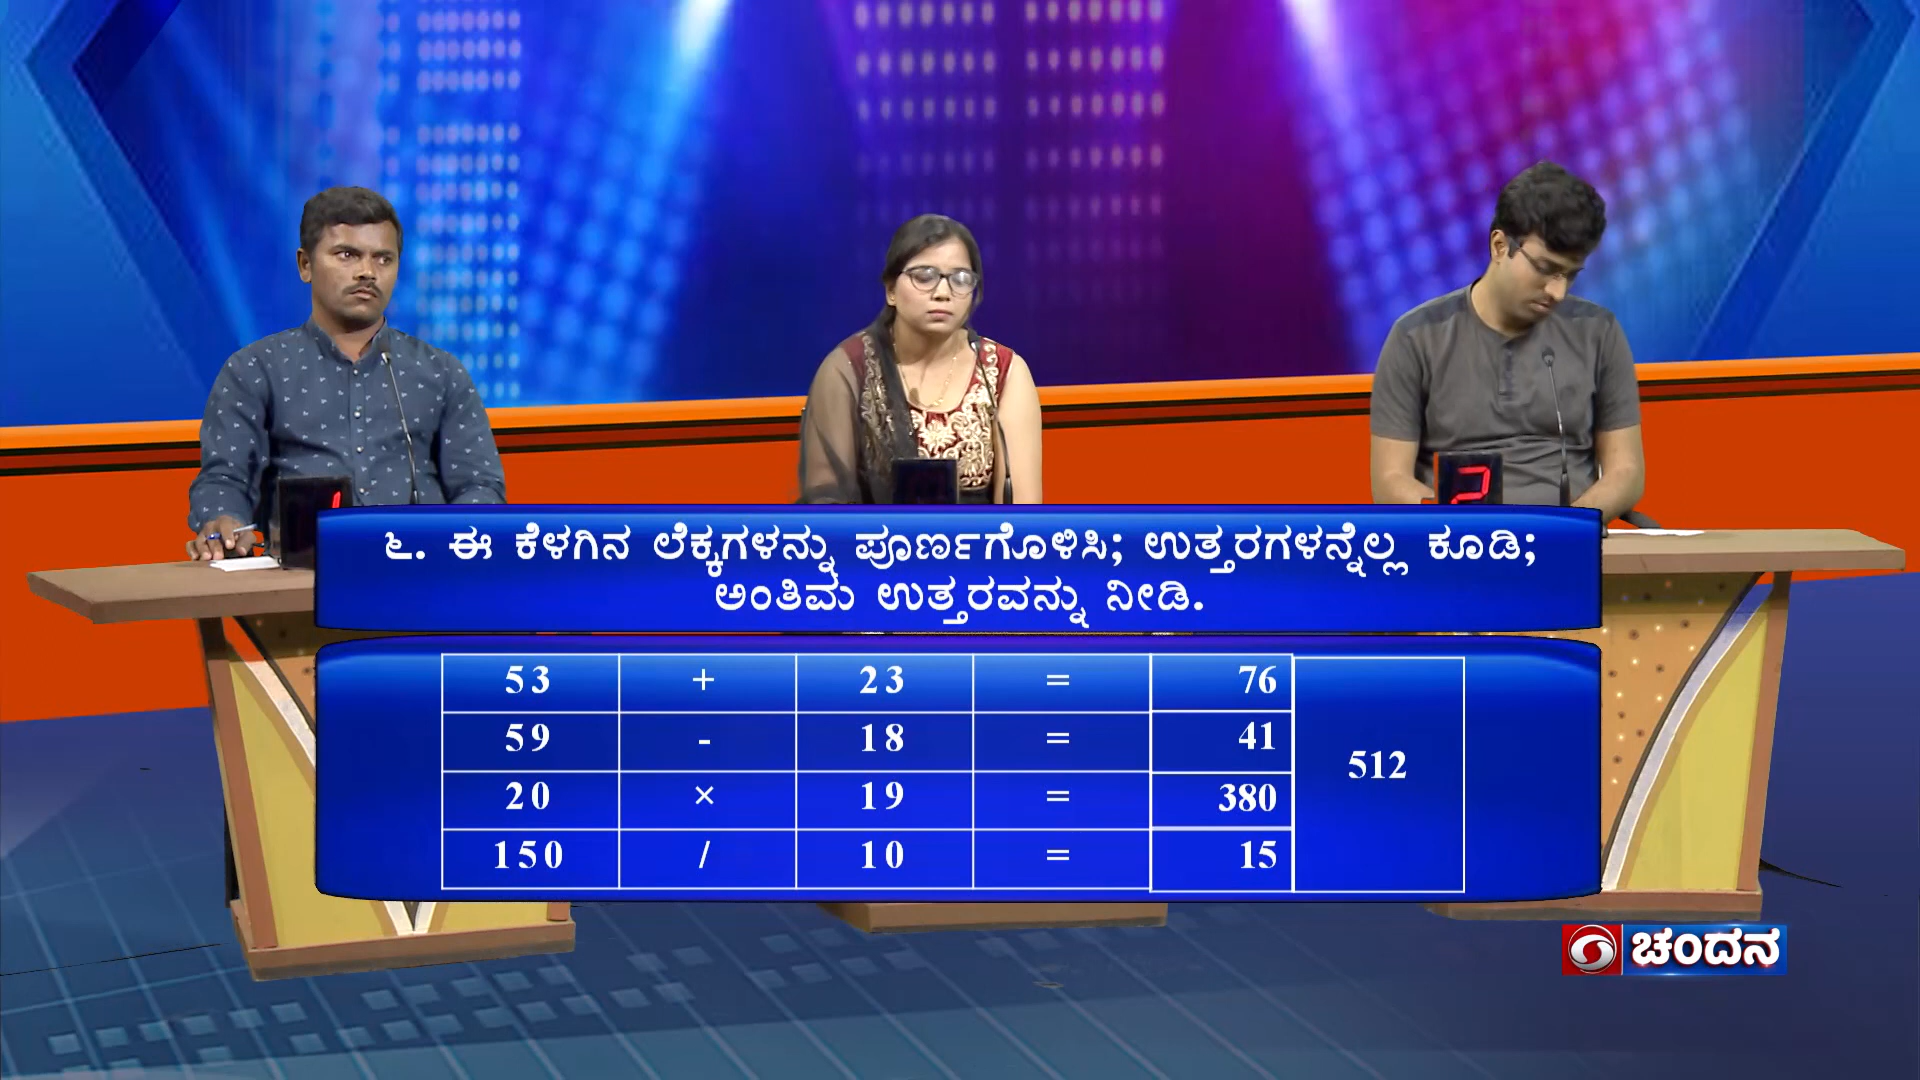 ೬. ಈ ಕೆಳಗಿನ ಲೆಕ್ಕಗಳನ್ನು ಪೂರ್ಣಗೊಳಿಸಿ; ಉತ್ತರಗಳನ್ನೆಲ್ಲ ಕೂಡಿ;
ಅಂತಿಮ ಉತ್ತರವನ್ನು ನೀಡಿ.
53 + 23 = 76
59 - 18 = 41
512
20 × 19 = 380
150 / 10 = 15
2
ಚಂದನ